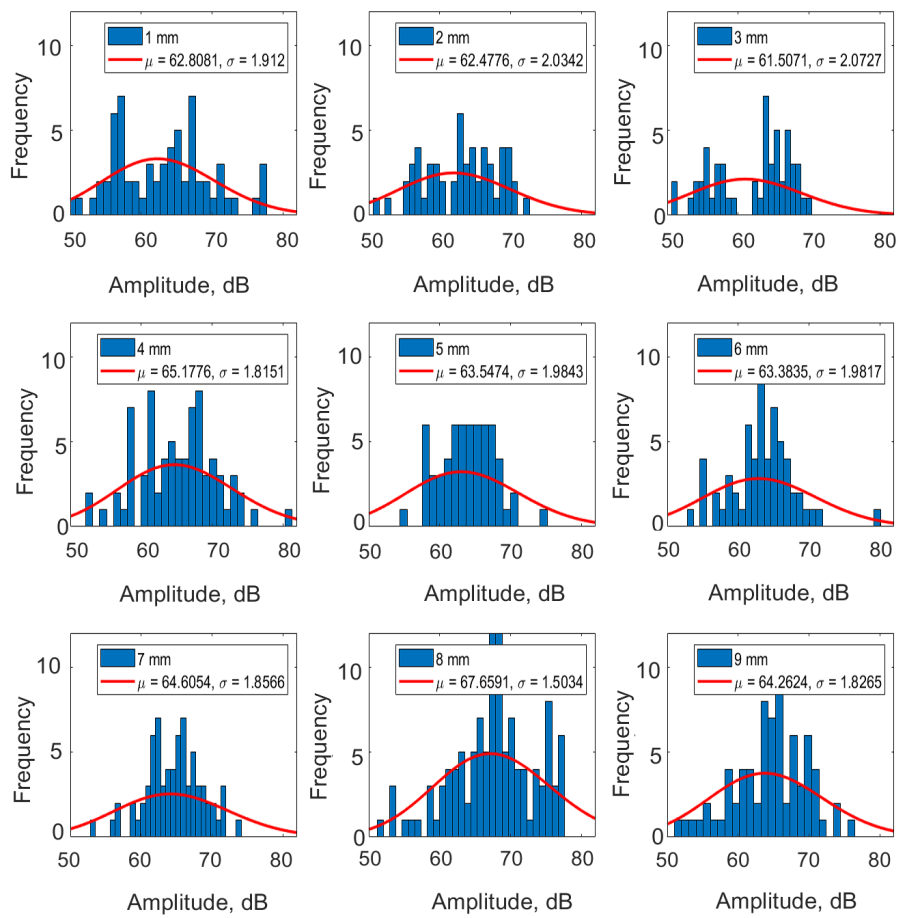 10
5
0
Frequency
1 mm
μ = 62.8081, σ = 1.912
50 60 70 80
Amplitude, dB
10
5
0
Frequency
2 mm
μ = 62.4776, σ = 2.0342
50 60 70 80
Amplitude, dB
10
5
0
Frequency
3 mm
μ = 61.5071, σ = 2.0727
50 60 70 80
Amplitude, dB
10
5
0
Frequency
4 mm
μ = 65.1776, σ = 1.8151
50 60 70 80
Amplitude, dB
10
5
0
Frequency
5 mm
μ = 63.5474, σ = 1.9843
50 60 70 80
Amplitude, dB
10
5
0
Frequency
6 mm
μ = 63.3835, σ = 1.9817
50 60 70 80
Amplitude, dB
10
5
0
Frequency
7 mm
μ = 64.6054, σ = 1.8566
50 60 70 80
Amplitude, dB
10
5
0
Frequency
8 mm
μ = 67.6591, σ = 1.5034
50 60 70 80
Amplitude, dB
10
5
0
Frequency
9 mm
μ = 64.2624, σ = 1.8265
50 60 70 80
Amplitude, dB